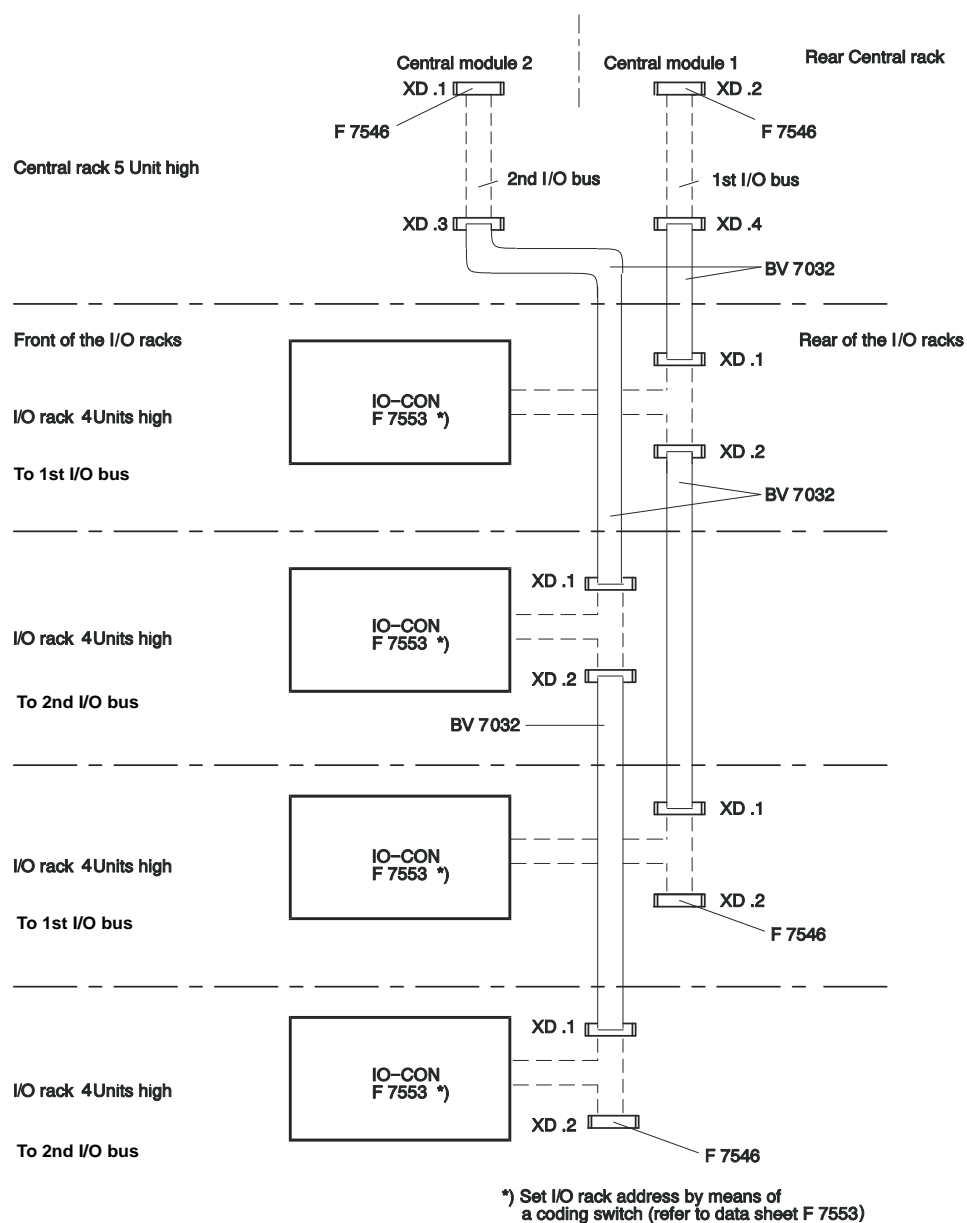 Rear Central rack
Central module 2
Central module 1
XD .1
XD .2
F 7546
F 7546
Central rack 5 Unit high
2nd I/O bus
1st I/O bus
XD .3
XD .4
BV 7032
Front of the I/O racks
Rear of the I/O racks
XD .1
IO-CON
F 7553 *)
I/O rack 4Units high
XD .2
To 1st I/O bus
BV 7032
XD .1
IO-CON
F 7553 *)
I/O rack 4Units high
XD .2
To 2nd I/O bus
BV 7032
XD .1
IO-CON
F 7553 *)
I/O rack 4Units high
XD .2
To 1st I/O bus
F 7546
XD .1
IO-CON
F 7553 *)
I/O rack 4Units high
XD .2
To 2nd I/O bus
F 7546
*) Set I/O rack address by means of
a coding switch (refer to data sheet F 7553)